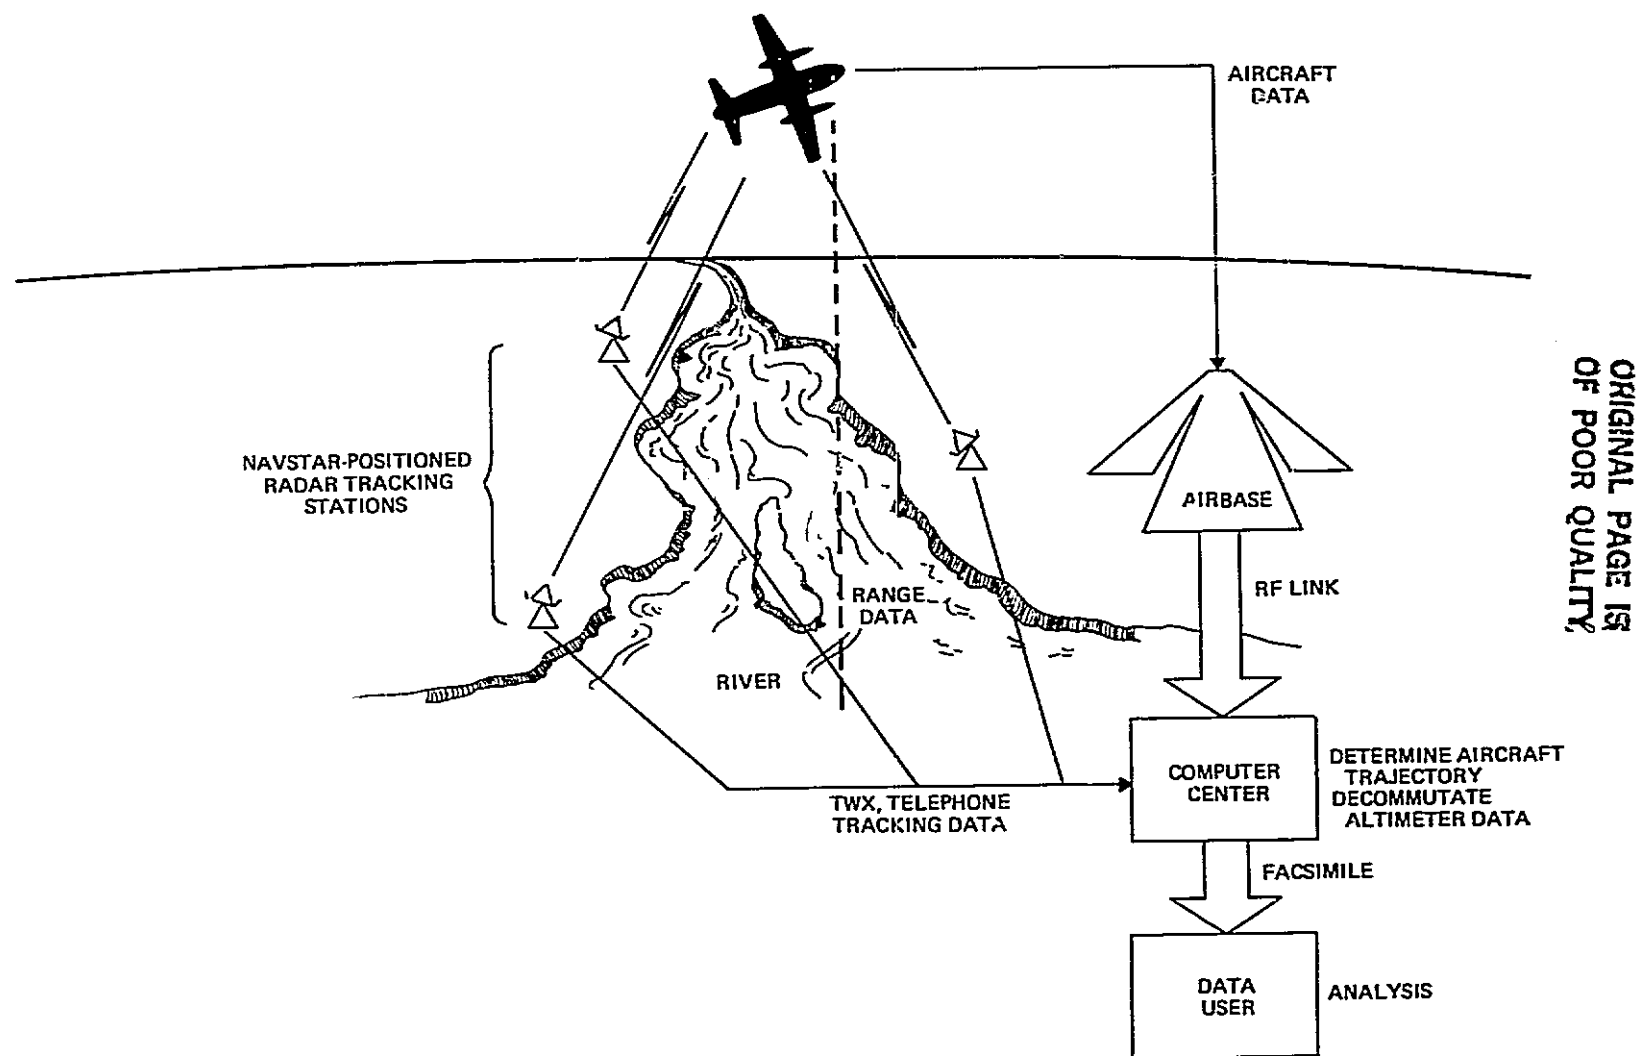 AIRCRAFT
DATA
NAVSTAR-POSITIONED
RADAR TRACKING
STATIONS
AIRBASE
RF LINK
RANGE
DATA
RIVER
COMPUTER
CENTER
DETERMINE AIRCRAFT
TRAJECTORY
DECOMMUTATE
ALTIMETER DATA
TWX, TELEPHONE
TRACKING DATA
FACSIMILE
DATA
USER
ANALYSIS
ORIGINAL PAGE IS
OF POOR QUALITY